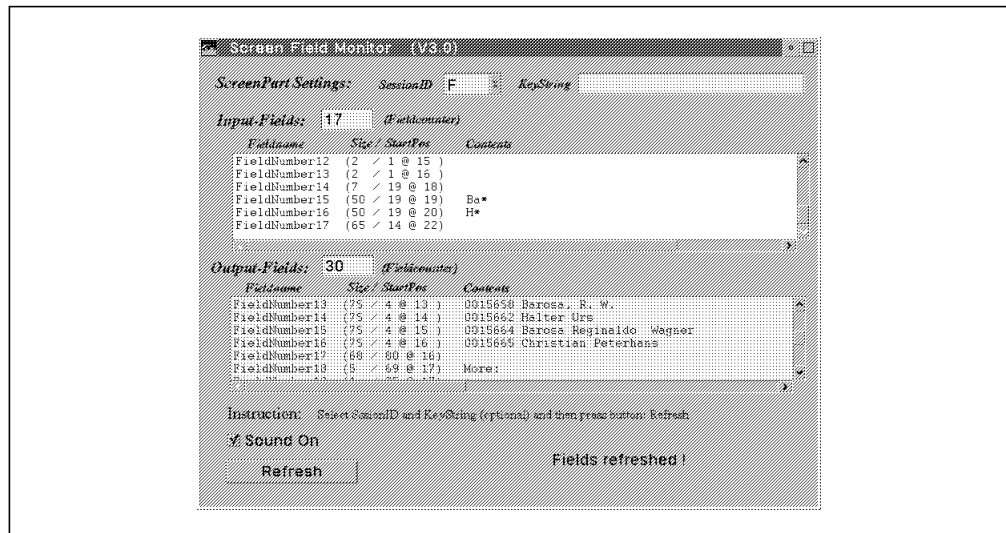 Screen Field Monitor (V3.0)
ScreenPart Settings: SessionID F KeyString
Input-Fields: 17 (Fieldcounter)
Fieldname Size / StartPos Contents
FieldNumber12 (2 / 1 @ 15 )
FieldNumber13 (2 / 1 @ 16 )
FieldNumber14 (7 / 19 @ 18)
FieldNumber15 (50 / 19 @ 19) Ba*
FieldNumber16 (50 / 19 @ 20) H*
FieldNumber17 (65 / 14 @ 22)
Output-Fields: 30 (Fieldcounter)
Fieldname Size / StartPos Contents
FieldNumber13 (75 / 4 @ 13 ) 0015658 Barosa, R. W.
FieldNumber14 (75 / 4 @ 14 ) 0015662 Halter Urs
FieldNumber15 (75 / 4 @ 15 ) 0015664 Barosa Reginaldo Wagner
FieldNumber16 (75 / 4 @ 16 ) 0015665 Christian Peterhans
FieldNumber17 (68 / 80 @ 16)
FieldNumber18 (5 / 69 @ 17) More:
Instruction: Select SssionID and KeyString (optional) and then press button: Refresh
Sound On
Refresh
Fields refreshed !